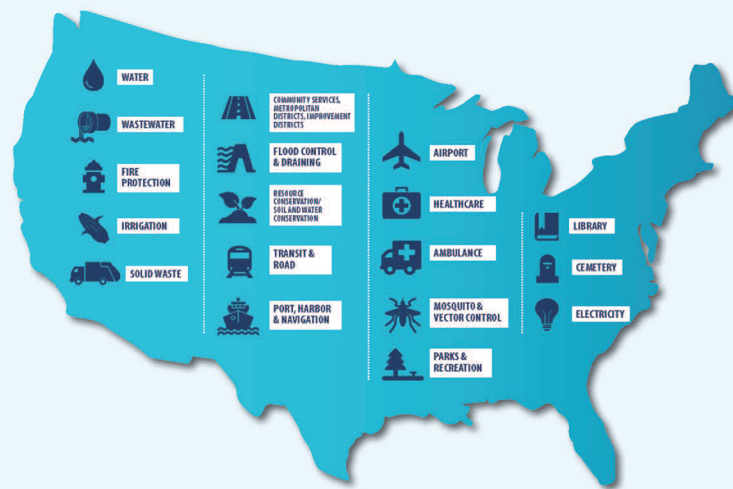 WATER
WASTEWATER
FIRE
PROTECTION
IRRIGATION
SOLID WASTE
COMMUNITY SERVICES,
METROPOLITAN
DISTRICTS, IMPROVEMENT
DISTRICTS
FLOOD CONTROL
& DRAINING
RESOURCE
CONSERVATION/
SOIL AND WATER
CONSERVATION
TRANSIT &
ROAD
PORT, HARBOR
& NAVIGATION
AIRPORT
HEALTHCARE
AMBULANCE
MOSQUITO &
VECTOR CONTROL
PARKS &
RECREATION
LIBRARY
CEMETERY
ELECTRICITY